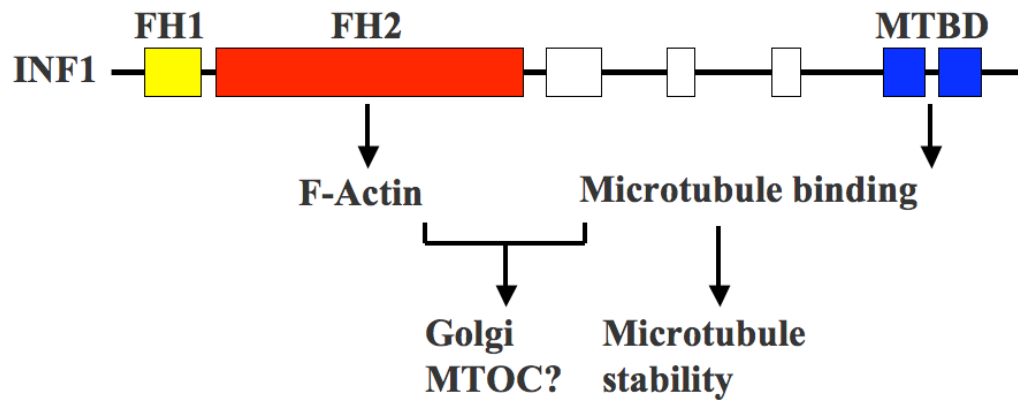 FH1 FH2 MTBD
INF1
F-Actin Microtubule binding
Golgi Microtubule
MTOC? stability